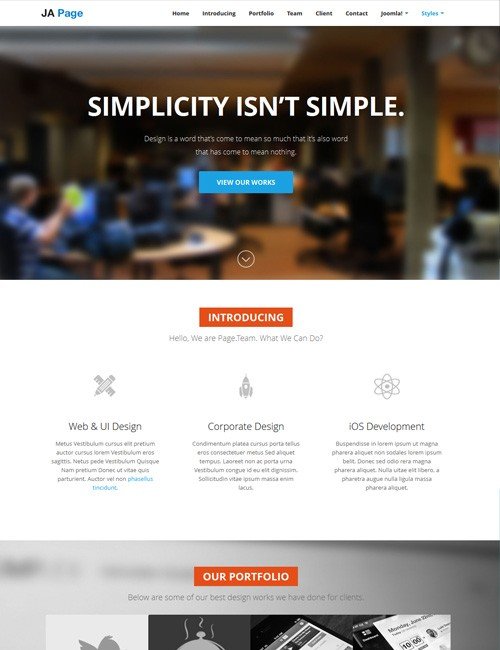 JA Page
Home Introducing Portfolio Team Client Contact Joomla! Styles
SIMPLICITY ISN'T SIMPLE.
Design is a word that's come to mean so much that it's also word
that has come to mean nothing.
VIEW OUR WORKS
INTRODUCING
Hello, We are Page.Team. What We Can Do?
Web & UI Design
Metus Vestibulum cursus elit pretium
auctor cursus lorem Vestibulum eros
sagittis. Netus pede Vestibulum Quisque
Nam pretium Donec ut vitae quis
parturient. Auctor vel non phasellus
tincidunt.
Corporate Design
Condimentum platea cursus porta tellus
eros consectetuer metus Sed aliquet
tempus. Laoreet non ac porta urna
Vestibulum congue id eu elit dignissim.
Sollicitudin vitae ipsum massa enim
lacus.
iOS Development
Buspendisse in lorem ipsum ut magna
pharera aliquet non sodales lorem ipsum
belit. Donec sed odio rera magna
pharera aliquet. Nulla uitae elit libero, a
pharetra augue nulla ligula massa
pharera aliquet.
OUR PORTFOLIO
Below are some of our best design works we have done for clients.